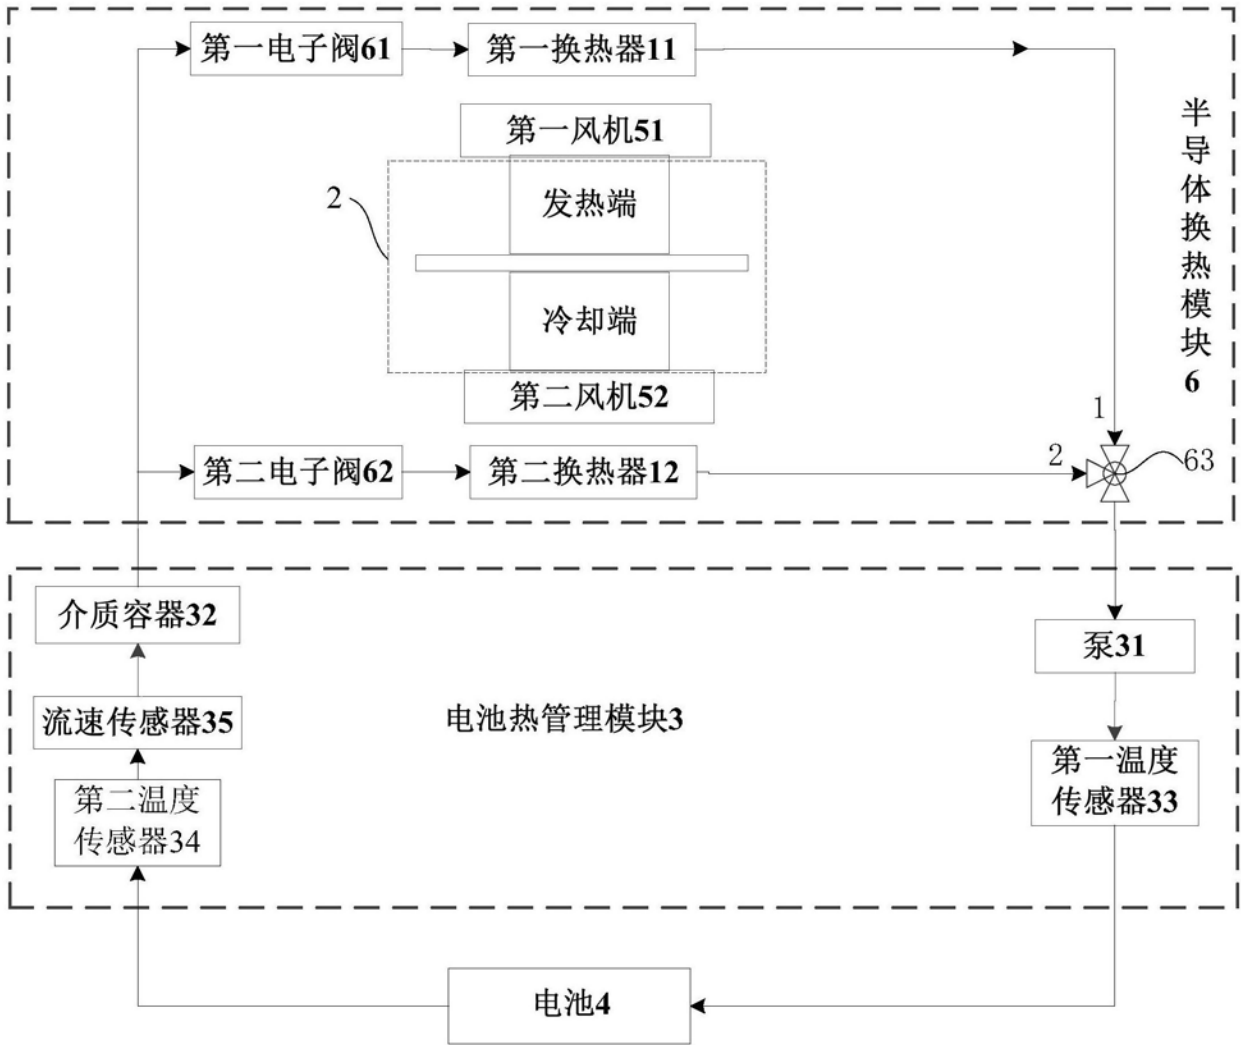 第一电子阀61
第一换热器11
第一风机51
发热端
2
冷却端
第二风机52
半导体换热模块6
1
第二电子阀62
第二换热器12
2
63
介质容器32
泵31
流速传感器35
电池热管理模块3
第一温度
传感器33
第二温度
传感器34
电池4